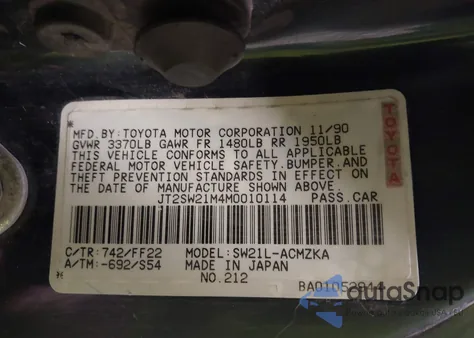 MFD.BY:TOYOTA MOTOR CORPORATION 11/90
GVWR 3370LB GAWR FR 1480LB RR 1950LB
THIS VEHICLE CONFORMS TO ALL APPLICABLE
FEDERAL MOTOR VEHICLE SAFETY.BUMPER.AND
THEFT PREVENTION STANDARDS IN EFFECT ON
THE DATE OF MANUFACTURE SHOWN ABOVE.
JT2SW21M4M0010114 PASS.CAR
C/TR:742/FF22 MODEL:SW21L-ACMZKA
A/TM:-692/S54 MADE IN JAPAN
NO.212
TOYOTA
autoSnap